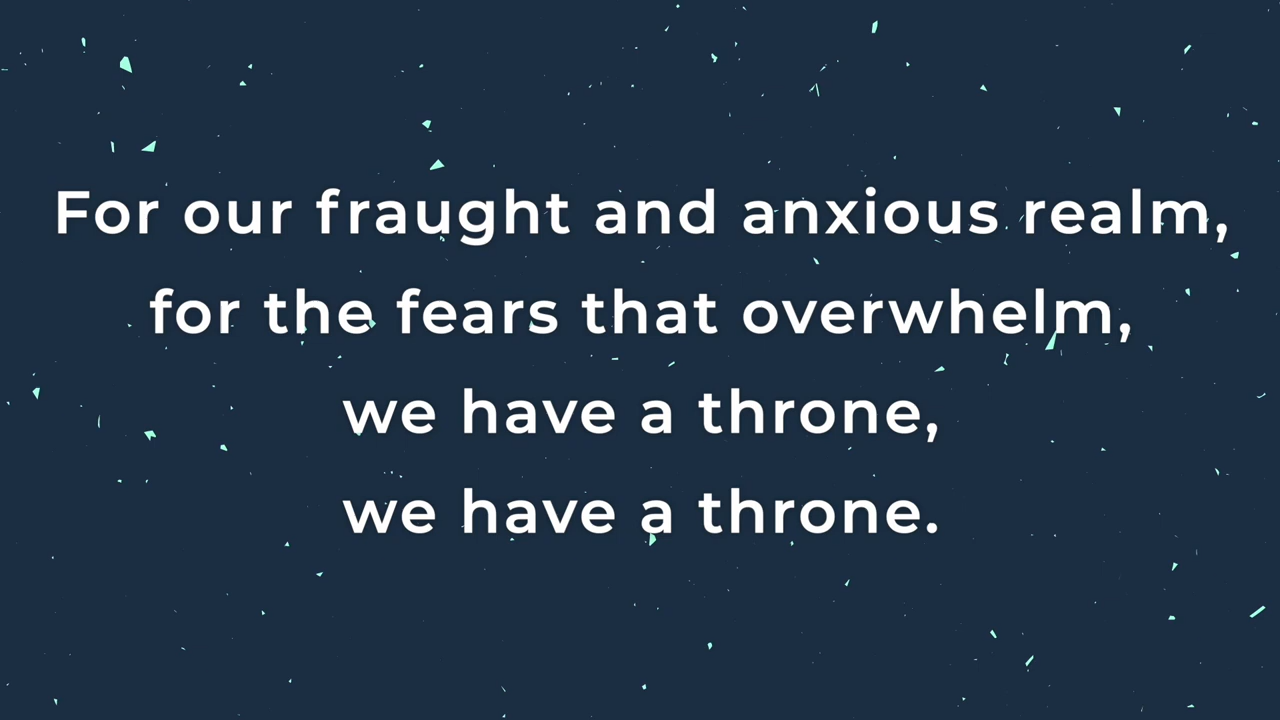 For our fraught and anxious realm,
for the fears that overwhelm,
we have a throne,
we have a throne.